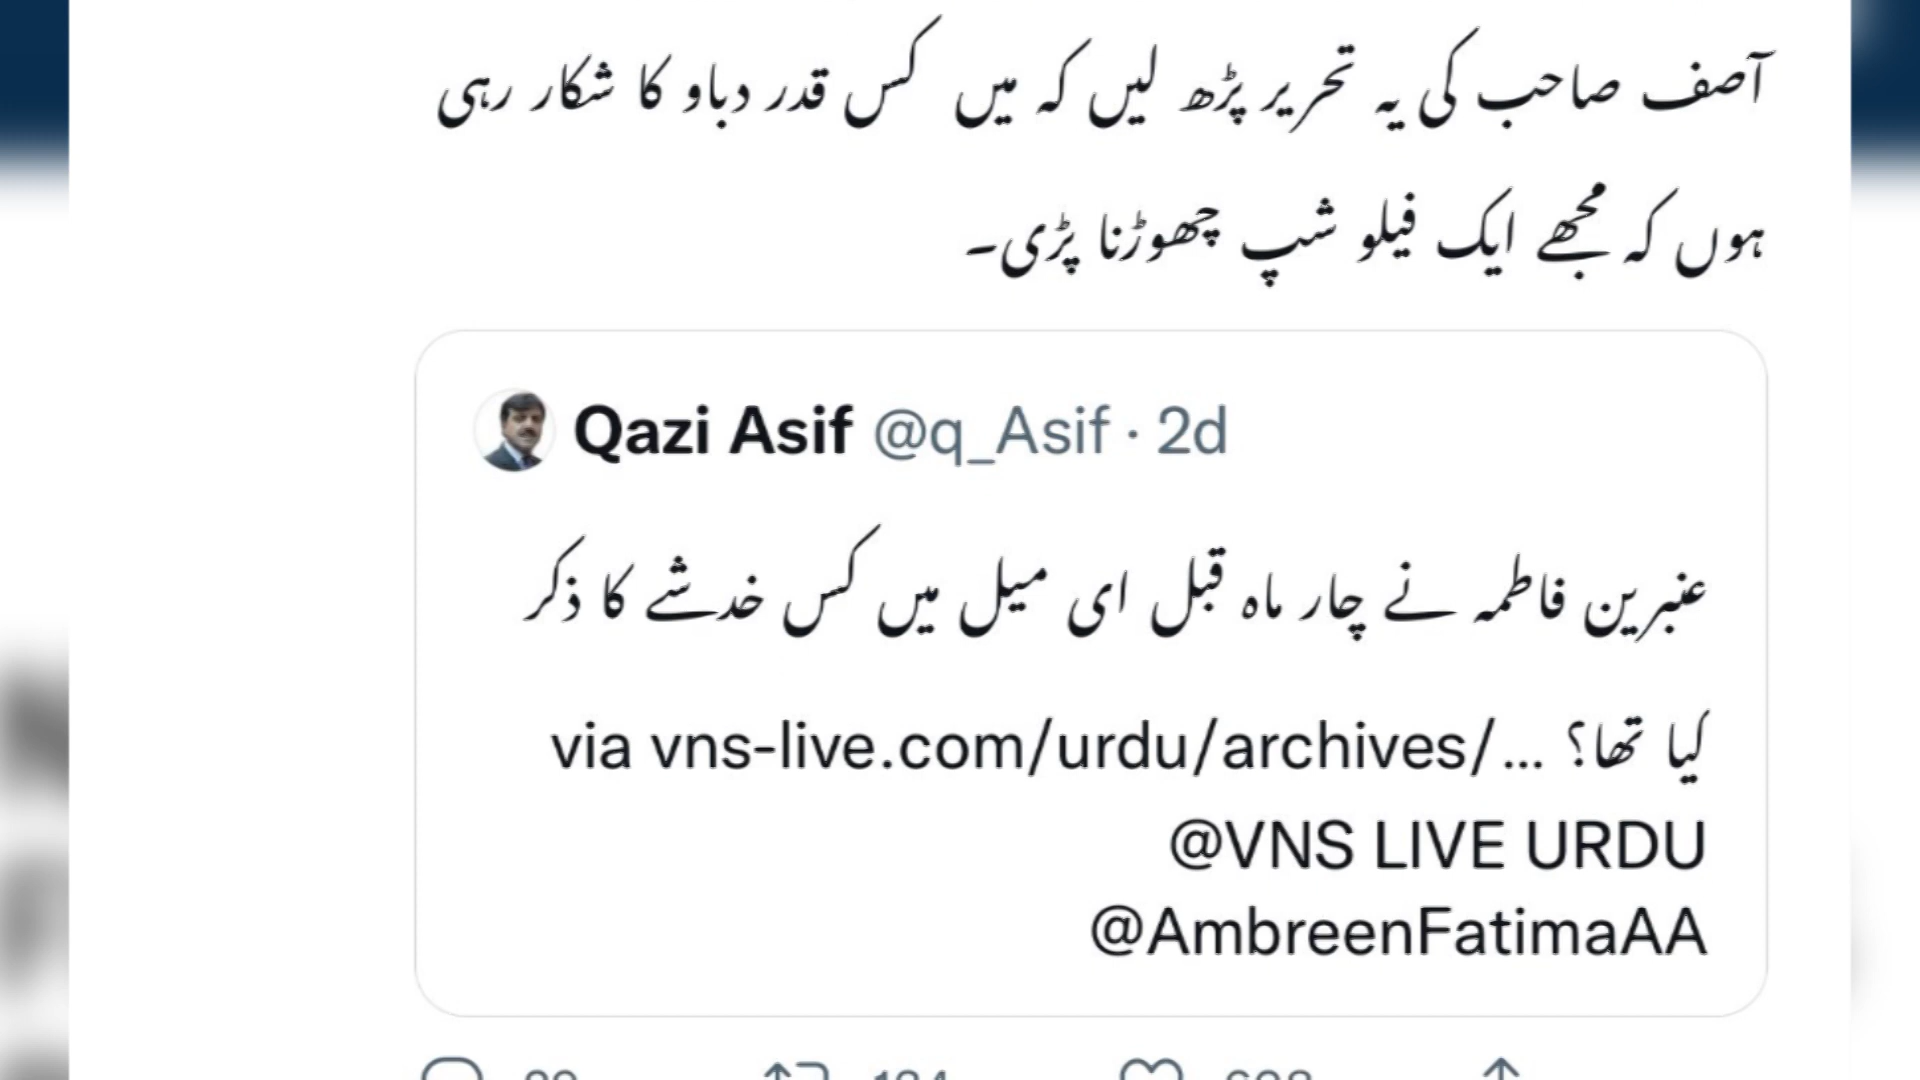 آصف صاحب کی یہ تحریر پڑھ لیں کہ میں کس قدر دباو کا شکار رہی
ہوں کہ مجھے ایک فیلو شپ چھوڑنا پڑی۔
Qazi Asif @q_Asif · 2d
عنبرین فاطمہ نے چار ماہ قبل ای میل میں کس خدشے کا ذکر
کیا تھا؟ via vns-live.com/urdu/archives/…
@VNS LIVE URDU
@AmbreenFatimaAA